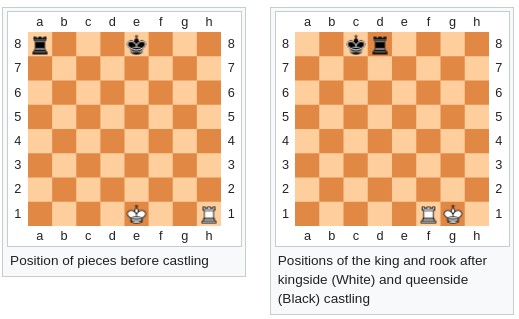 a b c d e f g h
8 8
7 7
6 6
5 5
4 4
3 3
2 2
1 1
a b c d e f g h
Position of pieces before castling
a b c d e f g h
8 8
7 7
6 6
5 5
4 4
3 3
2 2
1 1
a b c d e f g h
Positions of the king and rook after
kingside (White) and queenside
(Black) castling